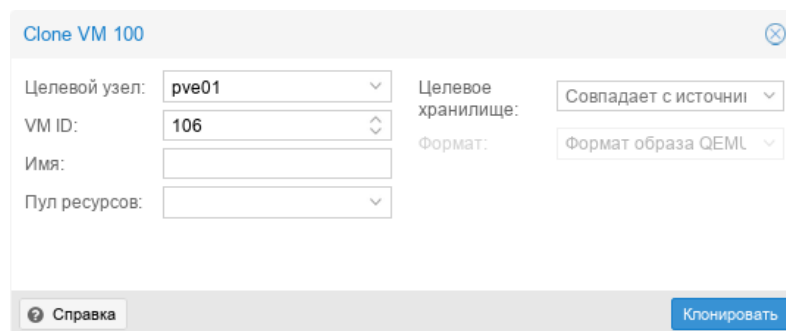 Clone VM 100
Целевой узел: pve01
Целевое хранилище: Совпадает с источни
VM ID: 106
Формат: Формат образа QEMU
Имя:
Пул ресурсов:
Справка
Клонировать